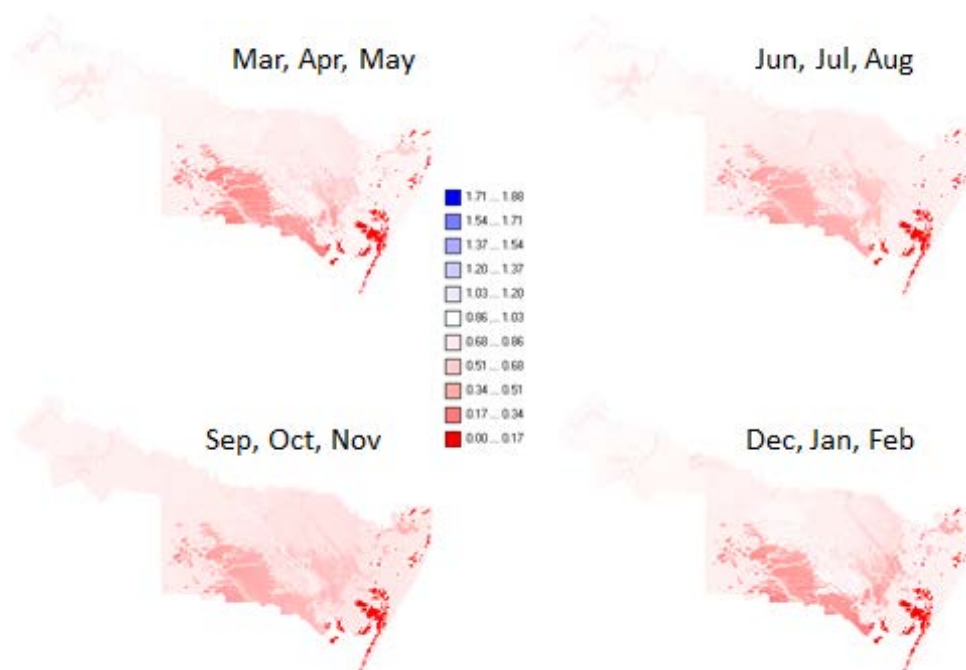 Mar, Apr, May
Jun, Jul, Aug
1.71 ... 1.88
1.54 ... 1.71
1.37 ... 1.54
1.20 ... 1.37
1.03 ... 1.20
0.86 ... 1.03
0.68 ... 0.86
0.51 ... 0.68
0.34 ... 0.51
0.17 ... 0.34
0.00 ... 0.17
Sep, Oct, Nov
Dec, Jan, Feb